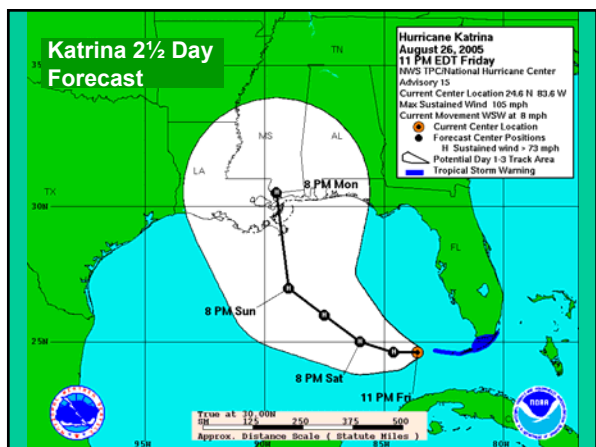 Katrina 2½ Day
Forecast
Hurricane Katrina
August 26, 2005
11 PM EDT Friday
NWS TPC/National Hurricane Center
Advisory 15
Current Center Location 24.6 N 83.6 W
Max Sustained Wind 105 mph
Current Movement WSW at 8 mph
Current Center Location
Forecast Center Positions
H Sustained wind > 73 mph
Potential Day 1-3 Track Area
Tropical Storm Warning
35
TN
MS
AL
LA
TX
8 PM Mon
H
30N
FL
8 PM Sun
H
H
25N
H
H
8 PM Sat
11 PM Fri
True at 30.00N
SM 125 250 375 500
Approx. Distance Scale ( Statute Miles )
95W
90W
85W
80W
NOAA